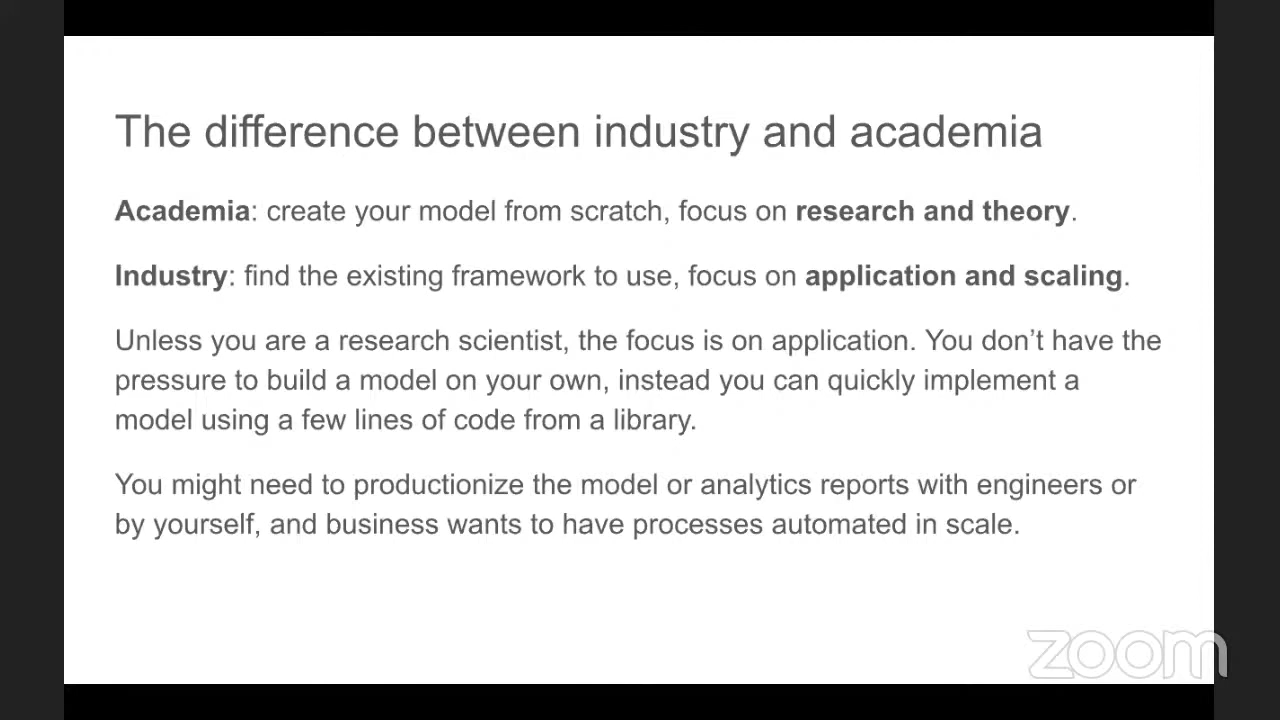 The difference between industry and academia
Academia: create your model from scratch, focus on research and theory.
Industry: find the existing framework to use, focus on application and scaling.
Unless you are a research scientist, the focus is on application. You don’t have the
pressure to build a model on your own, instead you can quickly implement a
model using a few lines of code from a library.
You might need to productionize the model or analytics reports with engineers or
by yourself, and business wants to have processes automated in scale.
zoom